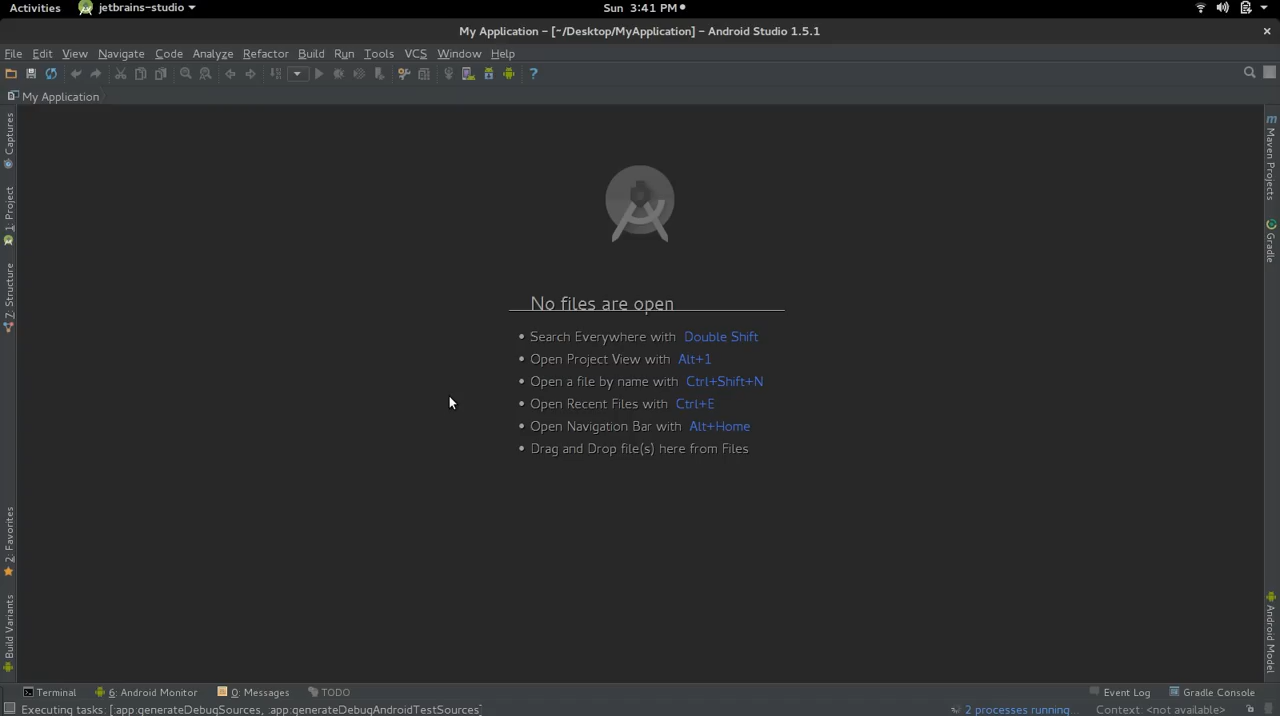 Activities jetbrains-studio Sun 3:41 PM
My Application - [~/Desktop/MyApplication] - Android Studio 1.5.1
File Edit View Navigate Code Analyze Refactor Build Run Tools VCS Window Help
My Application
Captures
1: Project
7: Structure
2: Favorites
Build Variants
No files are open
• Search Everywhere with Double Shift
• Open Project View with Alt+1
• Open a file by name with Ctrl+Shift+N
• Open Recent Files with Ctrl+E
• Open Navigation Bar with Alt+Home
• Drag and Drop file(s) here from Files
Maven Projects
Gradle
Android Model
Terminal 6: Android Monitor 0: Messages TODO Event Log Gradle Console
Executing tasks: [:app:generateDebugSources, :app:generateDebugAndroidTestSources] 2 processes running... Context: <not available>